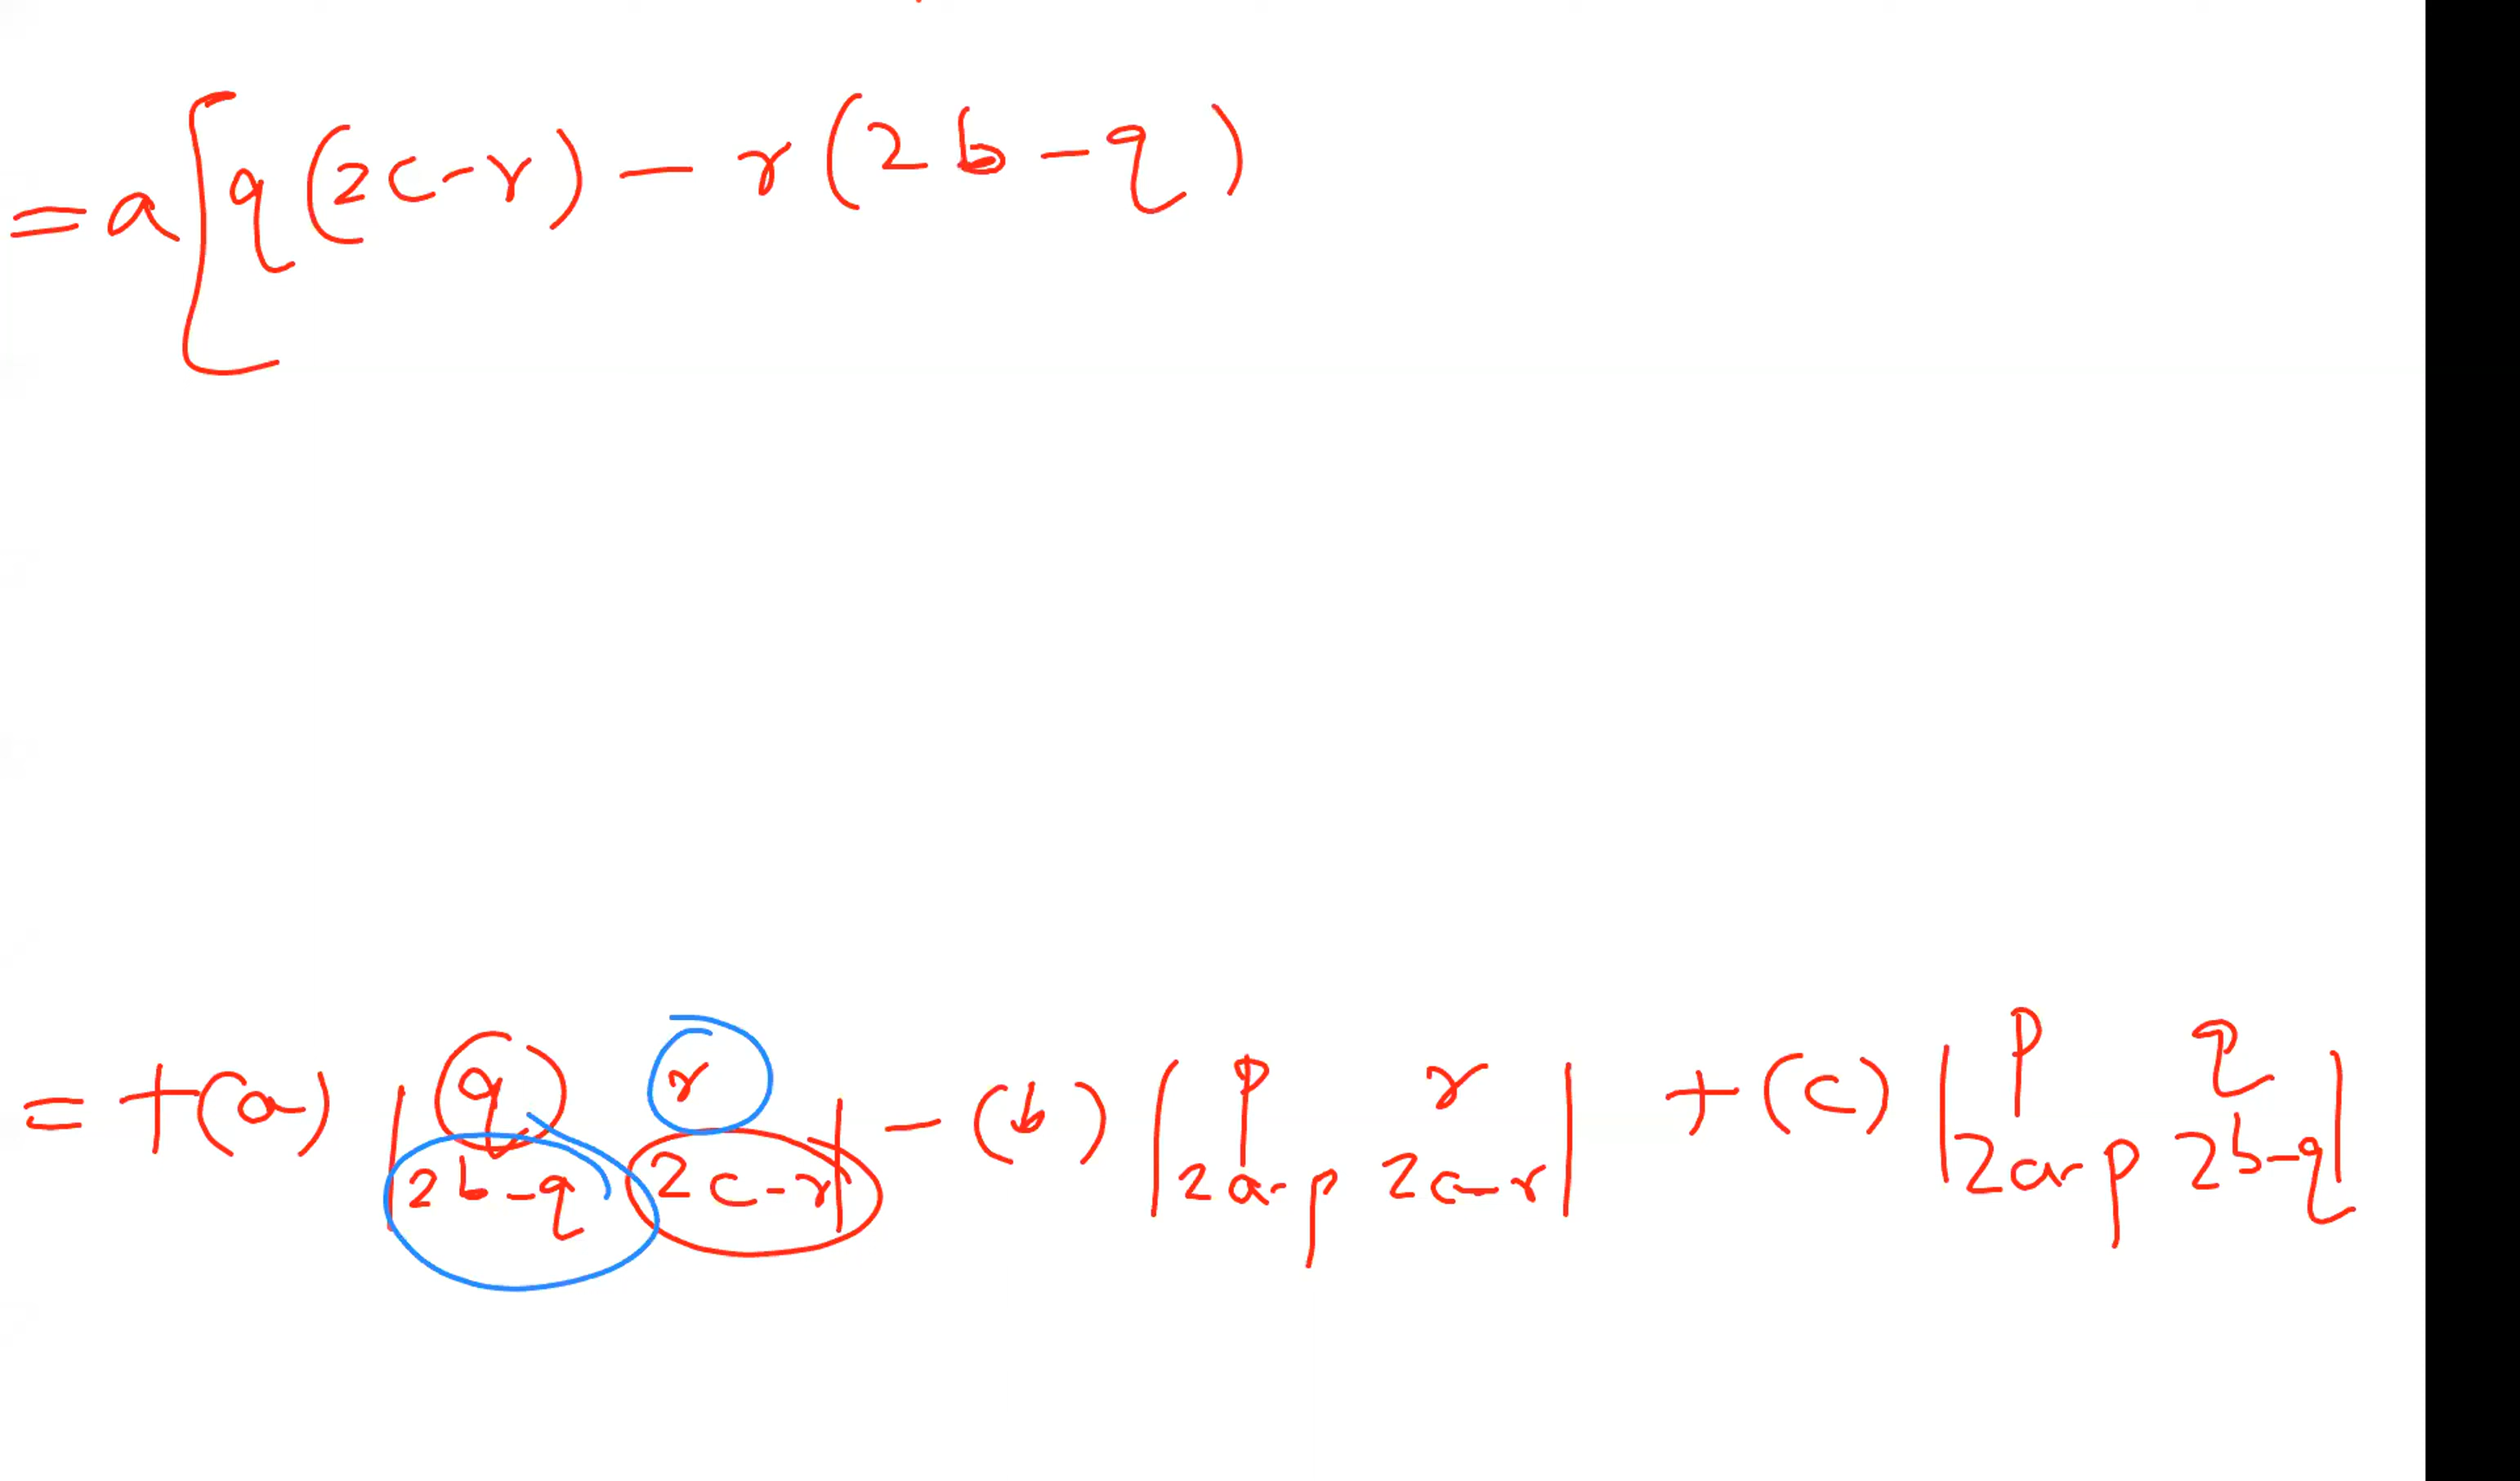 = a [ q (2c - r) - r (2b - q)
= +(a) | q r | - (b) | p r | + (c) | p q |
| 2b - q 2c - r | | 2a - p 2c - r | | 2a - p 2b - q |